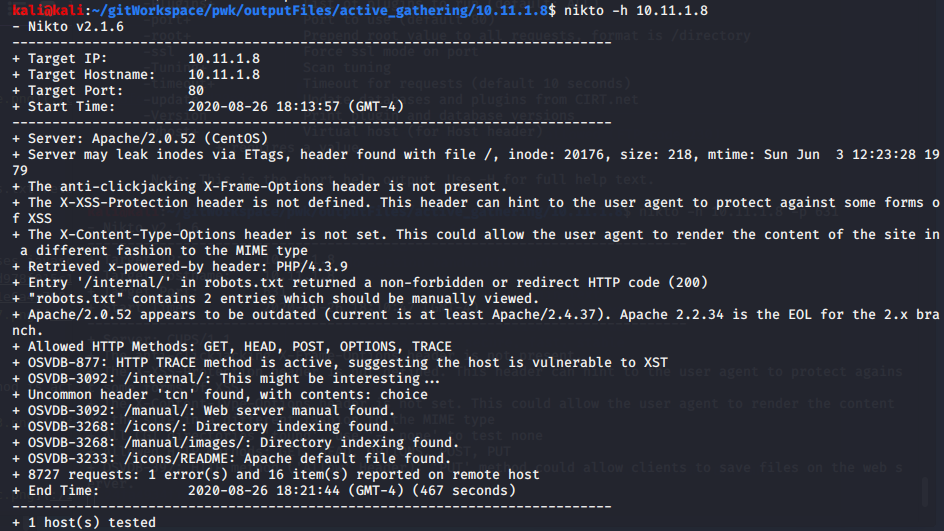 kali@kali:~/gitWorkspace/pwk/outputFiles/active_gathering/10.11.1.8$ nikto -h 10.11.1.8
- Nikto v2.1.6
---------------------------------------------------------------------------
+ Target IP:          10.11.1.8
+ Target Hostname:    10.11.1.8
+ Target Port:        80
+ Start Time:         2020-08-26 18:13:57 (GMT-4)
---------------------------------------------------------------------------
+ Server: Apache/2.0.52 (CentOS)
+ Server may leak inodes via ETags, header found with file /, inode: 20176, size: 218, mtime: Sun Jun  3 12:23:28 19
79
+ The anti-clickjacking X-Frame-Options header is not present.
+ The X-XSS-Protection header is not defined. This header can hint to the user agent to protect against some forms o
f XSS
+ The X-Content-Type-Options header is not set. This could allow the user agent to render the content of the site in
 a different fashion to the MIME type
+ Retrieved x-powered-by header: PHP/4.3.9
+ Entry '/internal/' in robots.txt returned a non-forbidden or redirect HTTP code (200)
+ "robots.txt" contains 2 entries which should be manually viewed.
+ Apache/2.0.52 appears to be outdated (current is at least Apache/2.4.37). Apache 2.2.34 is the EOL for the 2.x bra
nch.
+ Allowed HTTP Methods: GET, HEAD, POST, OPTIONS, TRACE
+ OSVDB-877: HTTP TRACE method is active, suggesting the host is vulnerable to XST
+ OSVDB-3092: /internal/: This might be interesting...
+ Uncommon header 'tcn' found, with contents: choice
+ OSVDB-3092: /manual/: Web server manual found.
+ OSVDB-3268: /icons/: Directory indexing found.
+ OSVDB-3268: /manual/images/: Directory indexing found.
+ OSVDB-3233: /icons/README: Apache default file found.
+ 8727 requests: 1 error(s) and 16 item(s) reported on remote host
+ End Time:           2020-08-26 18:21:44 (GMT-4) (467 seconds)
---------------------------------------------------------------------------
+ 1 host(s) tested